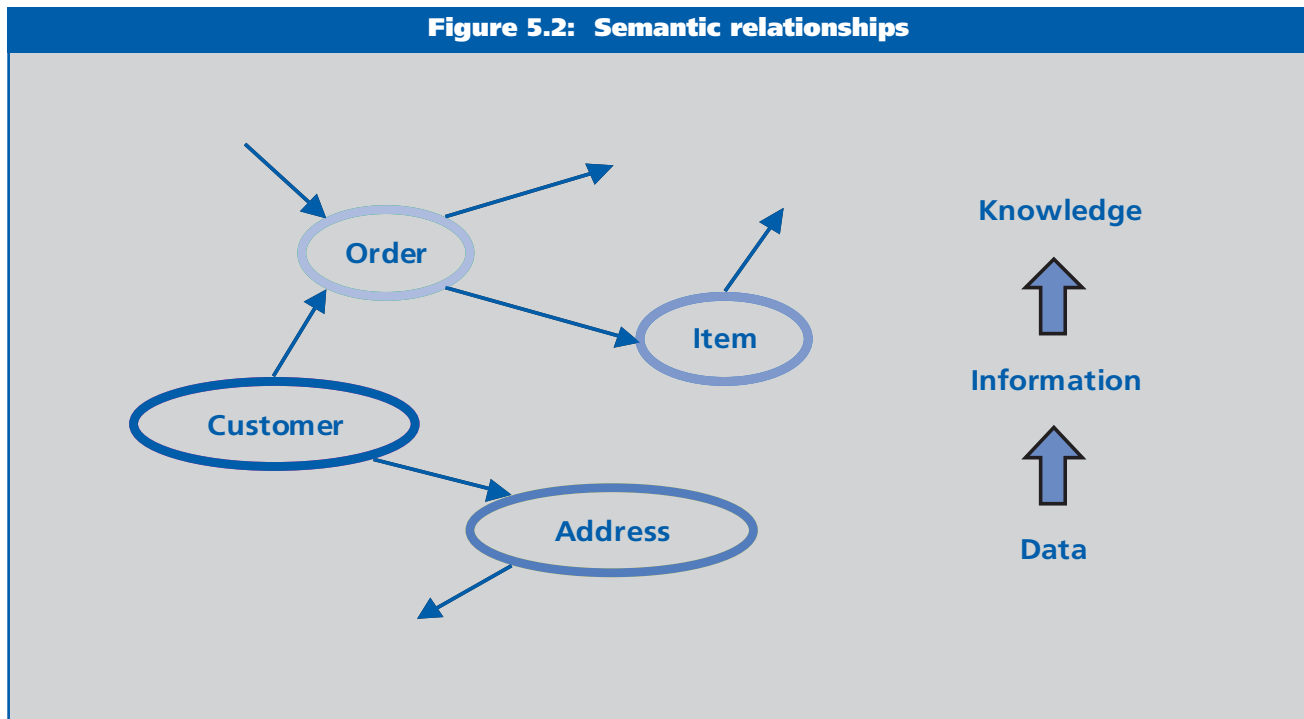 Figure 5.2: Semantic relationships
Order
Item
Customer
Address
Knowledge
Information
Data